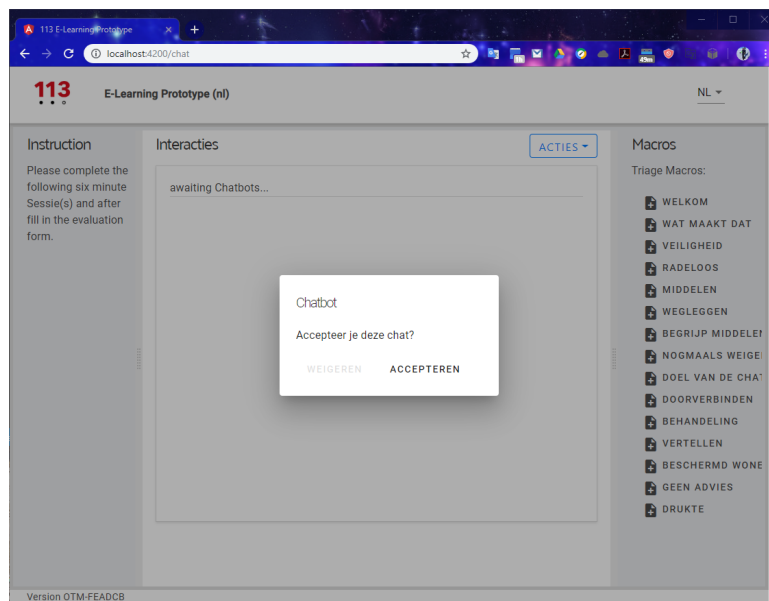 113 E-Learning Prototype
localhost:4200/chat
1h
49m
113
E-Learning Prototype (nl)
NL
Instruction
Please complete the
following six minute
Sessie(s) and after
fill in the evaluation
form.
Interacties
ACTIES
awaiting Chatbots...
Chatbot
Accepteer je deze chat?
WEIGEREN
ACCEPTEREN
Macros
Triage Macros:
WELKOM
WAT MAAKT DAT
VEILIGHEID
RADELOOS
MIDDELEN
WEGLEGGEN
BEGRIJP MIDDELEN
NOGMAALS WEIGE
DOEL VAN DE CHAT
DOORVERBINDEN
BEHANDELING
VERTELLEN
BESCHERMD WONE
GEEN ADVIES
DRUKTE
Version OTM-FEADCB